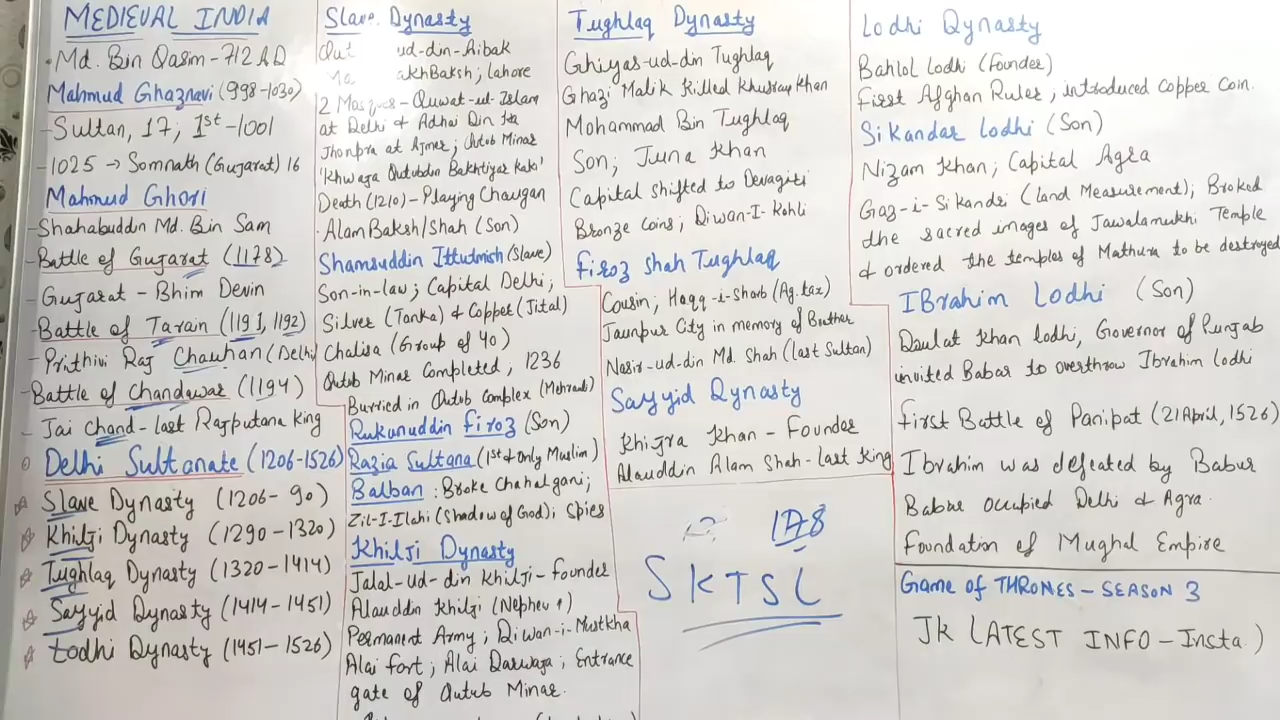 MEDIEVAL INDIA
Md. Bin Qasim - 712 AD
Mahmud Ghaznavi (998-1030)
- Sultan, 17; 1st - 1001
- 1025 → Somnath (Gujarat) 16
Mahmud Ghori
- Shahabuddin Md. Bin Sam
- Battle of Gujarat (1178)
- Gujarat - Bhim Devin
- Battle of Tarain (1191, 1192)
- Prithivi Raj Chauhan (Delhi
- Battle of Chandawar (1194)
- Jai Chand - last Rajputana King
Delhi Sultanate (1206-1526)
Slave Dynasty (1206-90)
Khilji Dynasty (1290-1320)
Tughlaq Dynasty (1320-1414)
Sayyid Dynasty (1414-1451)
Lodhi Dynasty (1451-1526)
Slave Dynasty
Qut ud-din-Aibak
akhBaksh; Lahore
2 Mosques - Quwat-ul-Islam
at Delhi & Adhai Din Ka
Jhonpra at Ajmer; Qutub Minar
'Khwaja Qutubdin Bakhtiyar Kaki'
Death (1210) - Playing Chaugan
Alam Baksh/Shah (Son)
Shamsuddin Iltutmish (Slave)
Son-in-law; Capital Delhi;
Silver (Tanka) & Copper (Jital)
Chalisa (Group of 40)
Qutub Minar Completed, 1236
Burried in Qutub Complex (Mehrauli)
Rukanuddin Firoz (Son)
Razia Sultana (1st & only Muslim)
Balban : Broke Chahalgani;
Zil-I-Ilahi (Shadow of God); Spies
Khilji Dynasty
Jalal-ud-din Khilji - Founder
Alauddin Khilji (Nephew)
Permanent Army; Diwan-i-Mustkha
Alai Fort; Alai Darwaja; Entrance
gate of Qutub Minar.
Tughlaq Dynasty
Ghiyas-ud-din Tughlaq
Ghazi Malik Killed Khusrau Khan
Mohammad Bin Tughlaq
Son; Juna Khan
Capital shifted to Devagiri
Bronze Coins; Diwan-I-Kohli
Firoz Shah Tughlaq
Cousin; Haqq-i-Sharb (Ag. tax)
Jaunpur City in memory of Brother
Nasir-ud-din Md. Shah (last Sultan)
Sayyid Dynasty
Khijra Khan - Founder
Alauddin Alam Shah - last King
178
SKTSL
Lodhi Dynasty
Bahlol Lodhi (Founder)
First Afghan Ruler, introduced copper coin.
Sikandar Lodhi (Son)
Nizam Khan; Capital Agra
Gaz-i-Sikandri (Land Measurement); Broked
the sacred images of Jawalamukhi Temple
& ordered the temples of Mathura to be destroyed
IBrahim Lodhi (Son)
Daulat Khan Lodhi, Governor of Punjab
invited Babar to overthrow Ibrahim Lodhi
First Battle of Panipat (21 April, 1526)
Ibrahim was defeated by Babur
Babur occupied Delhi & Agra.
Foundation of Mughal Empire
Game of THRONES - SEASON 3
JK LATEST INFO - Insta)